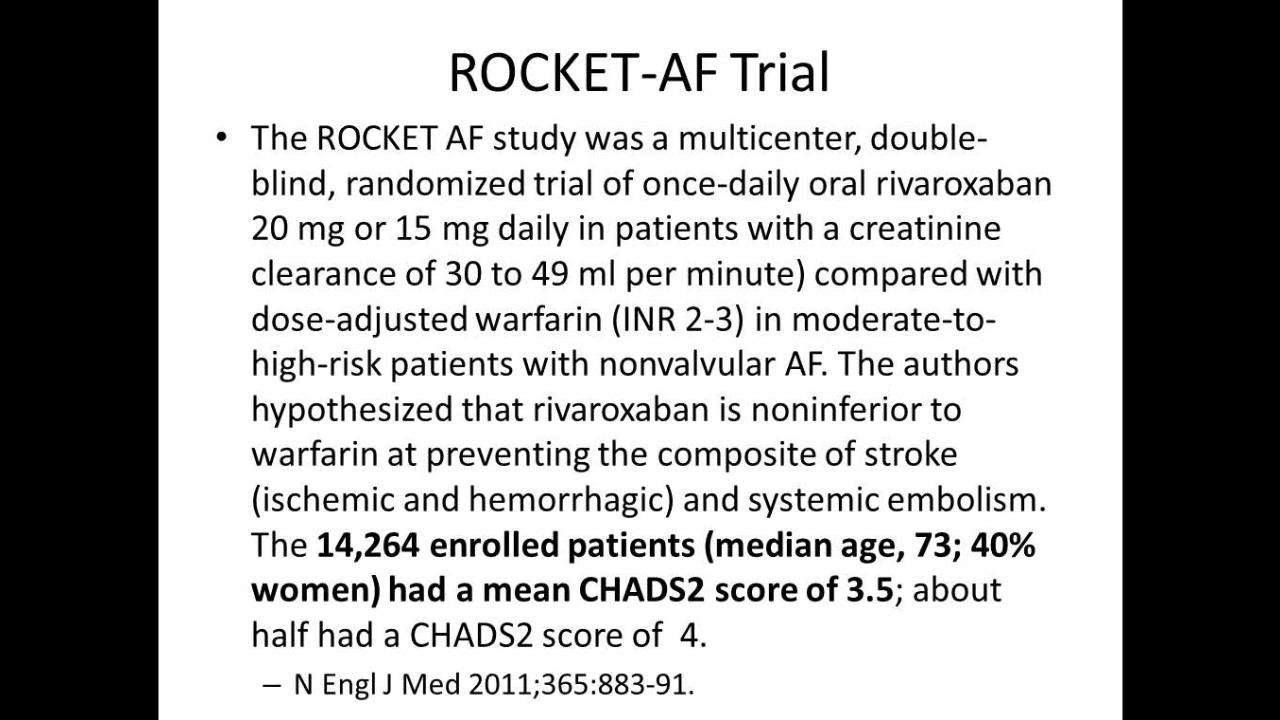 ROCKET-AF Trial
• The ROCKET AF study was a multicenter, double-
blind, randomized trial of once-daily oral rivaroxaban
20 mg or 15 mg daily in patients with a creatinine
clearance of 30 to 49 ml per minute) compared with
dose-adjusted warfarin (INR 2-3) in moderate-to-
high-risk patients with nonvalvular AF. The authors
hypothesized that rivaroxaban is noninferior to
warfarin at preventing the composite of stroke
(ischemic and hemorrhagic) and systemic embolism.
The 14,264 enrolled patients (median age, 73; 40%
women) had a mean CHADS2 score of 3.5; about
half had a CHADS2 score of 4.
– N Engl J Med 2011;365:883-91.